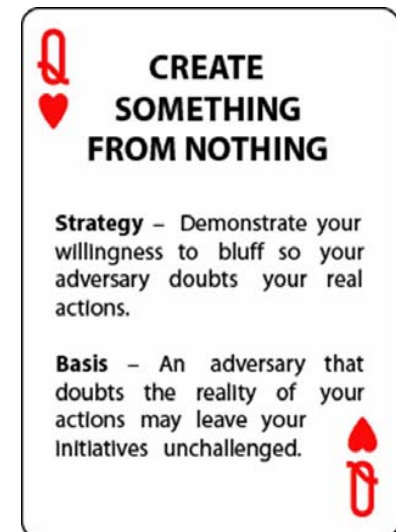 Q
CREATE
SOMETHING
FROM NOTHING
Strategy – Demonstrate your
willingness to bluff so your
adversary doubts your real
actions.
Basis – An adversary that
doubts the reality of your
actions may leave your
initiatives unchallenged.
Q